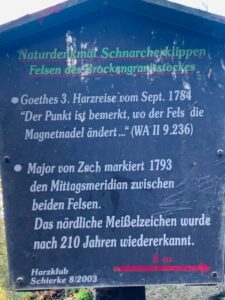 Naturdenkmal Schnarcherklippen
Felsen des Brockengranitstockes
● Goethes 3. Harzreise vom Sept. 1784
"Der Punkt ist bemerkt, wo der Fels die
Magnetnadel ändert..." (WA II 9.236)
● Major von Zach markiert 1793
den Mittagsmeridian zwischen
beiden Felsen.
Das nördliche Meißelzeichen wurde
nach 210 Jahren wiedererkannt.
Harzklub
Schierke 8/2003
8 m